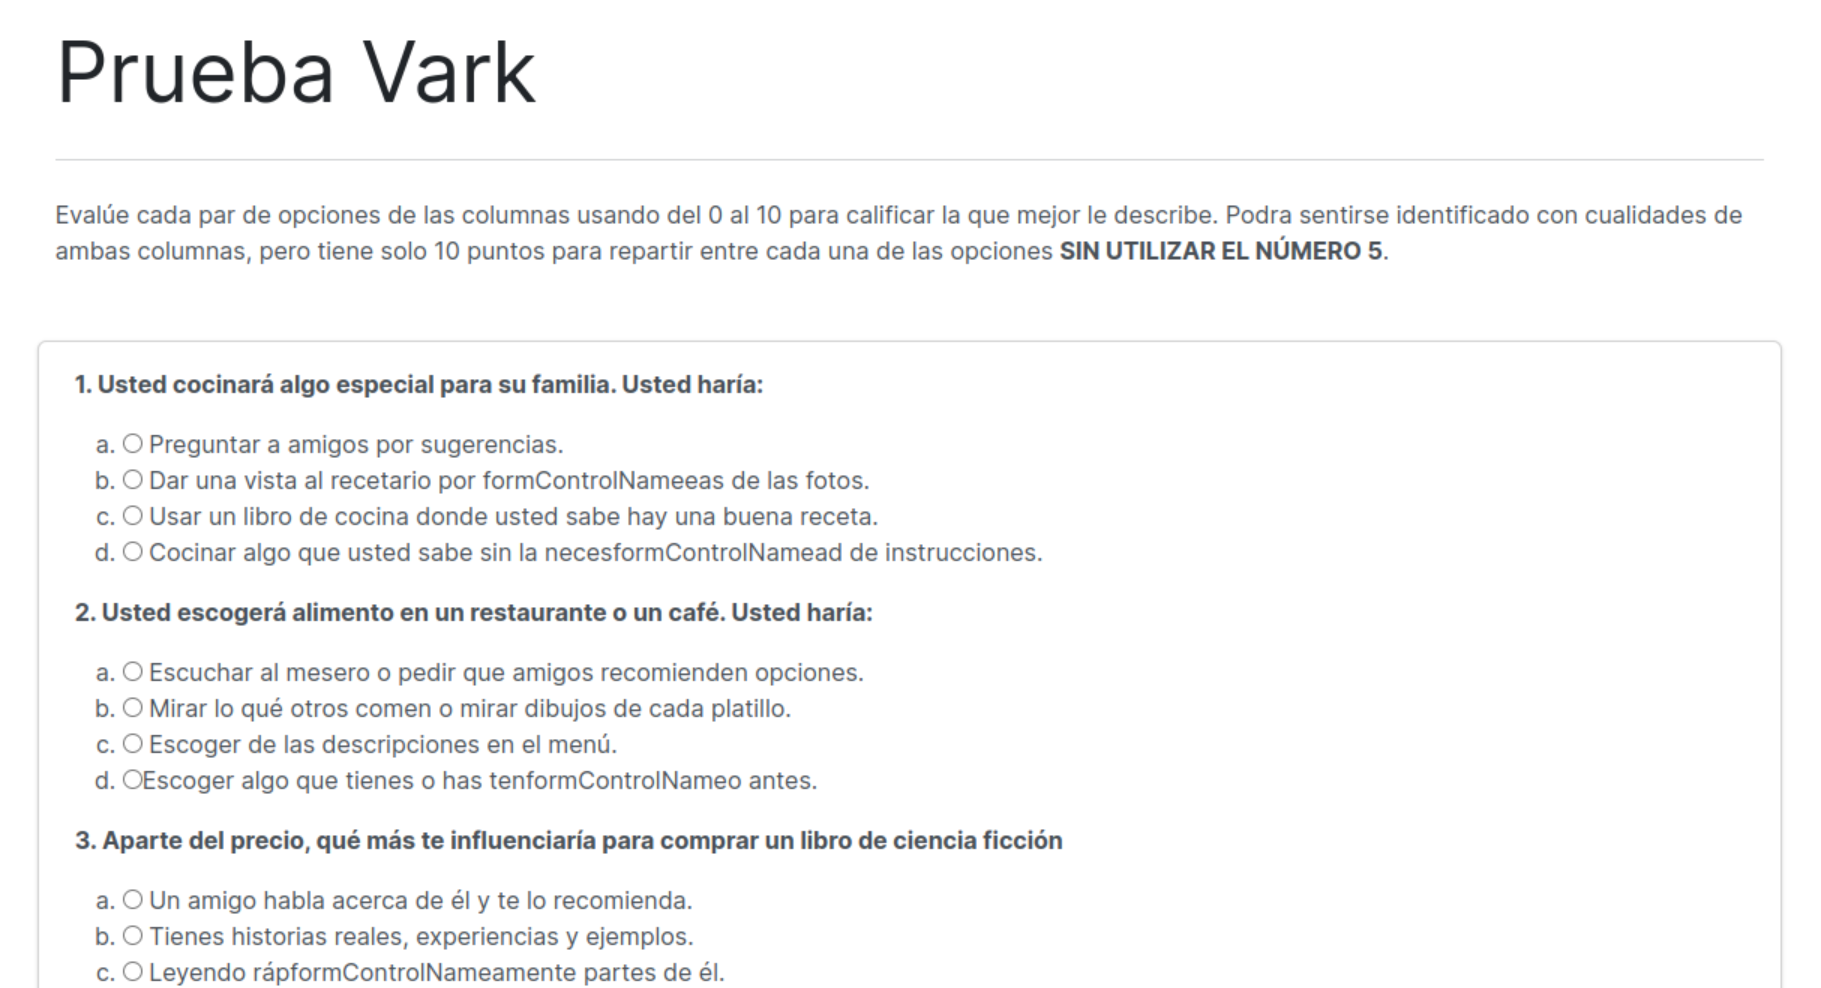 Prueba Vark
Evalúe cada par de opciones de las columnas usando del 0 al 10 para calificar la que mejor le describe. Podra sentirse identificado con cualidades de
ambas columnas, pero tiene solo 10 puntos para repartir entre cada una de las opciones SIN UTILIZAR EL NÚMERO 5.
1. Usted cocinará algo especial para su familia. Usted haría:
a. Preguntar a amigos por sugerencias.
b. Dar una vista al recetario por formControlNameeas de las fotos.
c. Usar un libro de cocina donde usted sabe hay una buena receta.
d. Cocinar algo que usted sabe sin la necesformControlNamead de instrucciones.
2. Usted escogerá alimento en un restaurante o un café. Usted haría:
a. Escuchar al mesero o pedir que amigos recomienden opciones.
b. Mirar lo qué otros comen o mirar dibujos de cada platillo.
c. Escoger de las descripciones en el menú.
d. Escoger algo que tienes o has tenformControlNameo antes.
3. Aparte del precio, qué más te influenciaría para comprar un libro de ciencia ficción
a. Un amigo habla acerca de él y te lo recomienda.
b. Tienes historias reales, experiencias y ejemplos.
c. Leyendo rápformControlNameamente partes de él.